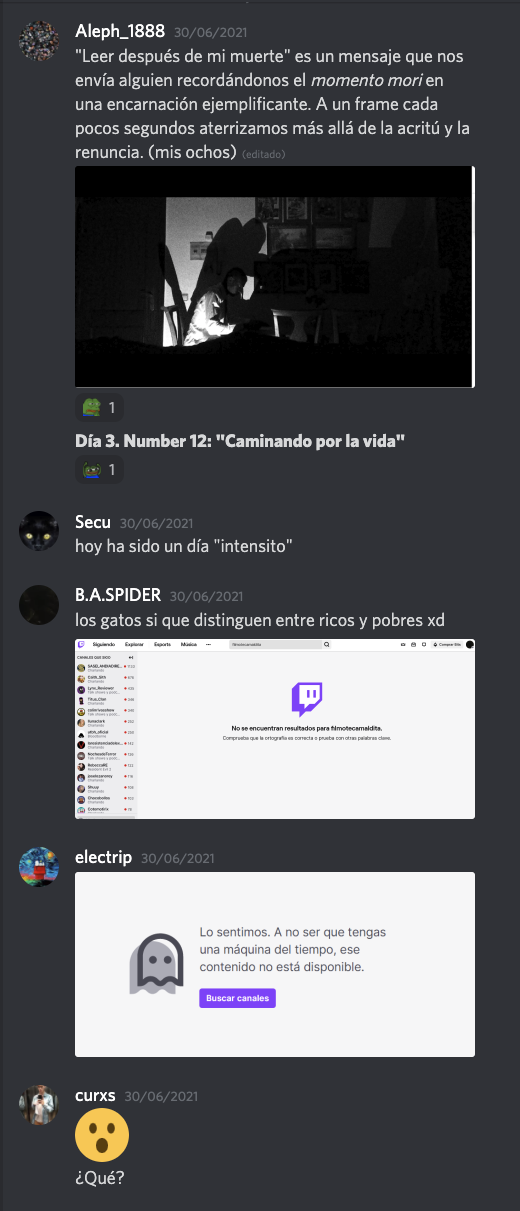 Aleph_1888 30/06/2021
"Leer después de mi muerte" es un mensaje que nos
envía alguien recordándonos el momento mori en
una encarnación ejemplificante. A un frame cada
pocos segundos aterrizamos más allá de la acritú y la
renuncia. (mis ochos) (editado)
1
Día 3. Number 12: "Caminando por la vida"
1
Secu 30/06/2021
hoy ha sido un día "intensito"
B.A.SPIDER 30/06/2021
los gatos si que distinguen entre ricos y pobres xd
Siguiendo Explorar Esports Música ··· filmotecamaldita Comprar Bits
CANALES QUE SIGO
No se encuentran resultados para filmotecamaldita.
Comprueba que la ortografía es correcta o prueba con otras palabras clave.
electrip 30/06/2021
Lo sentimos. A no ser que tengas
una máquina del tiempo, ese
contenido no está disponible.
Buscar canales
curxs 30/06/2021
¿Qué?